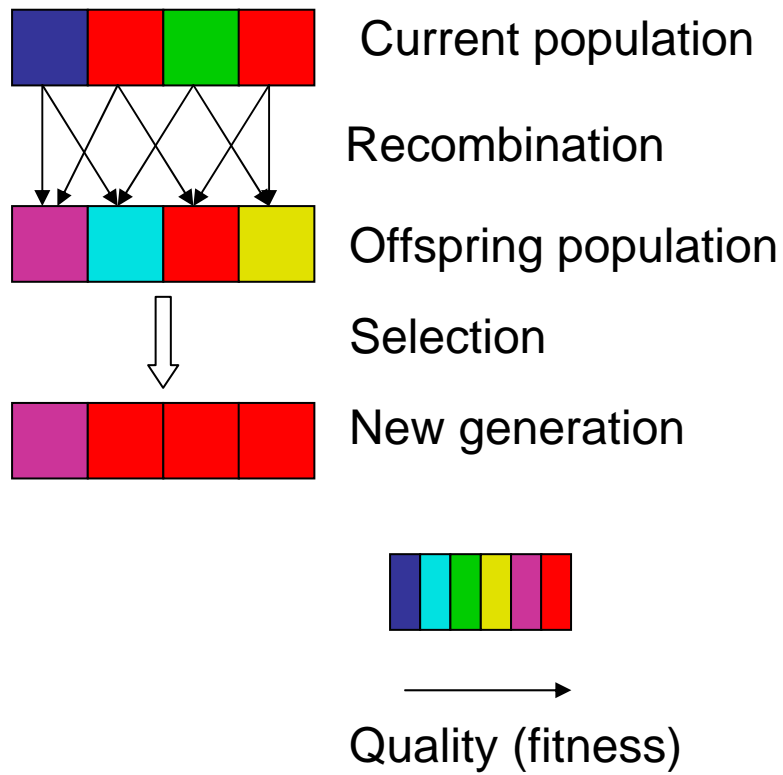 Current population
Recombination
Offspring population
Selection
New generation
Quality (fitness)